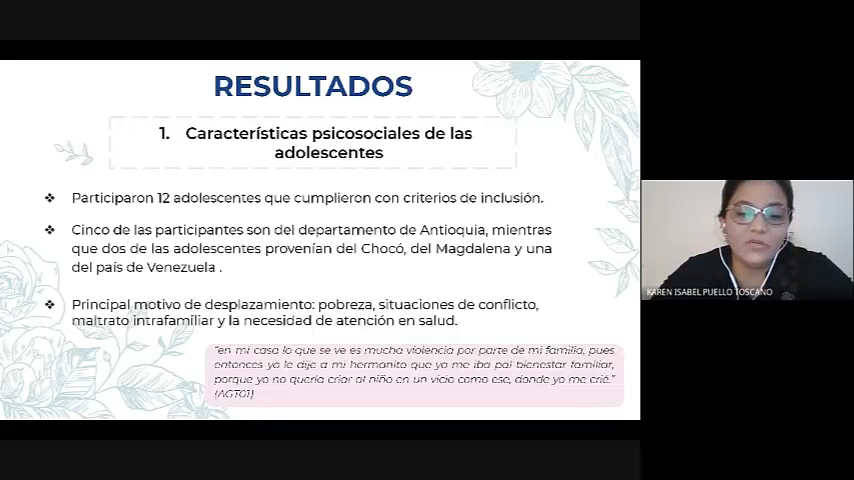 RESULTADOS
1. Características psicosociales de las
adolescentes
❖ Participaron 12 adolescentes que cumplieron con criterios de inclusión.
❖ Cinco de las participantes son del departamento de Antioquia, mientras
que dos de las adolescentes provenían del Chocó, del Magdalena y una
del país de Venezuela .
❖ Principal motivo de desplazamiento: pobreza, situaciones de conflicto,
maltrato intrafamiliar y la necesidad de atención en salud.
"en mi casa lo que se ve es mucha violencia por parte de mi familia, pues
entonces yo le dije a mi hermanito que yo me iba pal bienestar familiar,
porque yo no quería criar al niño en un vicio como ese, donde yo me crié."
(AGT01)
KAREN ISABEL PUELLO TOSCANO